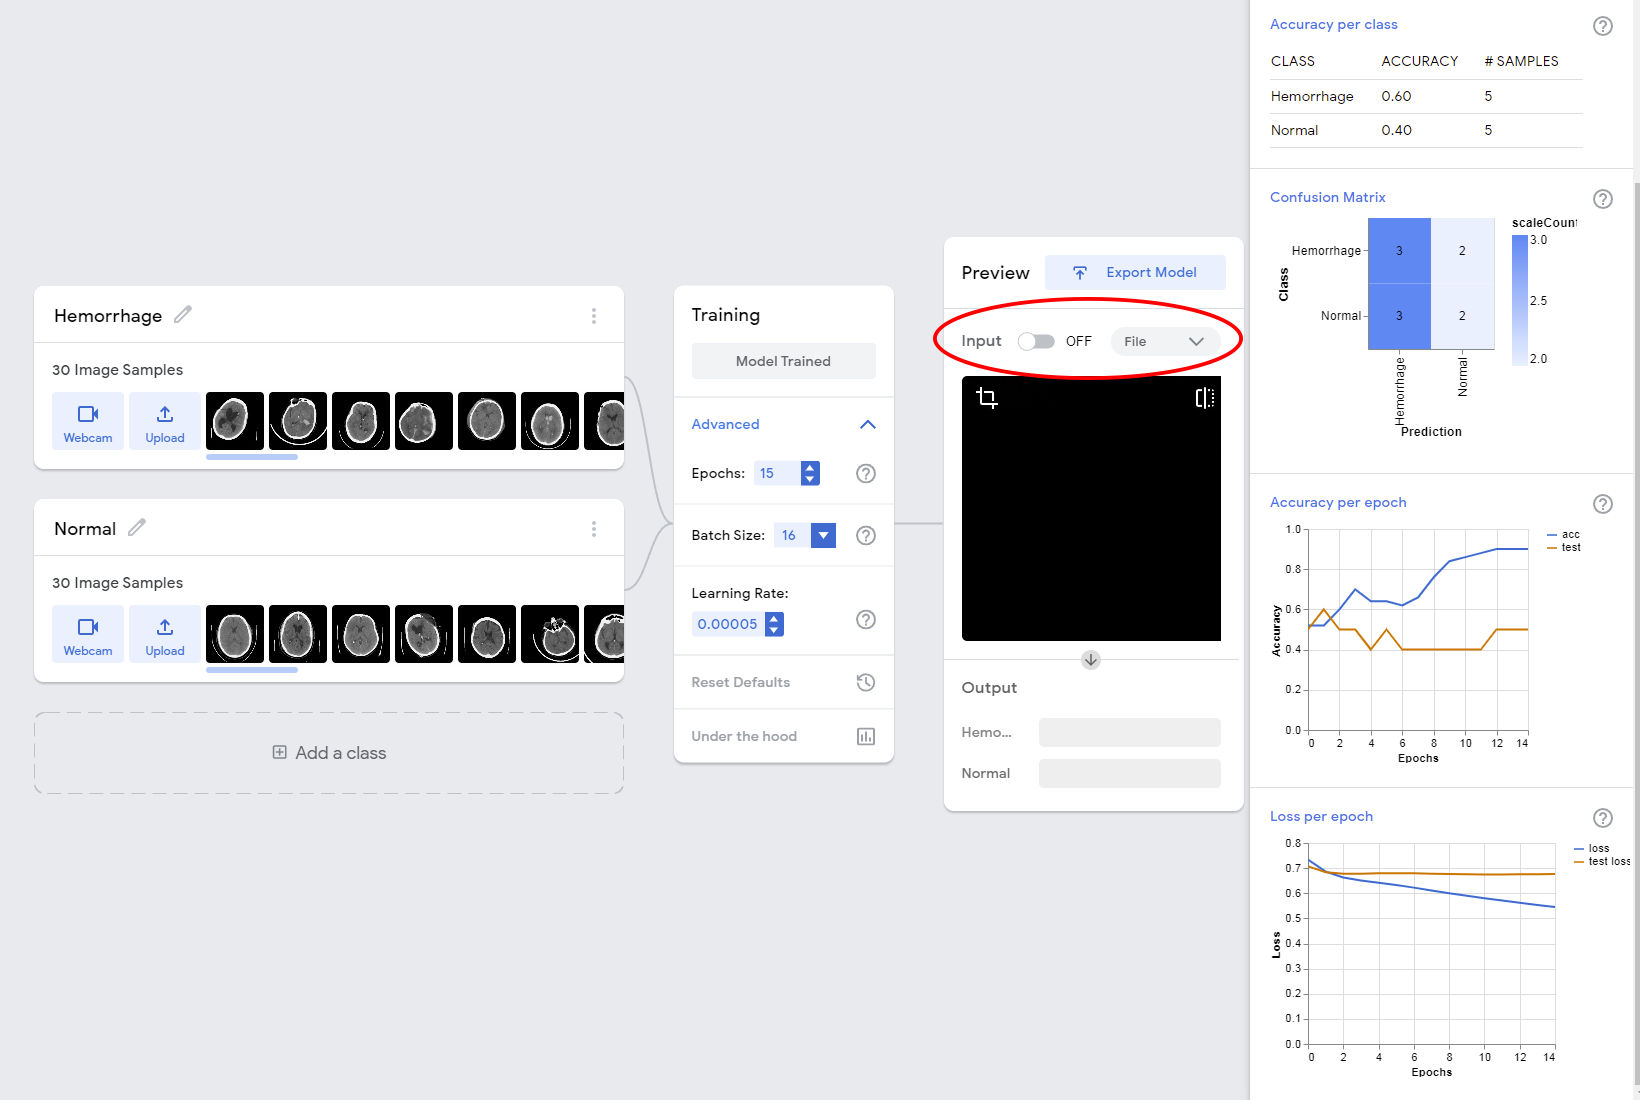 Hemorrhage
30 Image Samples
Webcam
Upload
Normal
30 Image Samples
Webcam
Upload
Add a class
Training
Model Trained
Advanced
Epochs: 15
Batch Size: 16
Learning Rate:
0.00005
Reset Defaults
Under the hood
Preview
Export Model
Input OFF File
Output
Hemo...
Normal
Accuracy per class
CLASS ACCURACY # SAMPLES
Hemorrhage 0.60 5
Normal 0.40 5
Confusion Matrix
scaleCount
3.0
2.5
2.0
Class
Hemorrhage 3 2
Normal 3 2
Hemorrhage Normal
Prediction
Accuracy per epoch
acc
test
Accuracy
1.0
0.8
0.6
0.4
0.2
0.0
0 2 4 6 8 10 12 14
Epochs
Loss per epoch
loss
test loss
Loss
0.8
0.7
0.6
0.5
0.4
0.3
0.2
0.1
0.0
0 2 4 6 8 10 12 14
Epochs